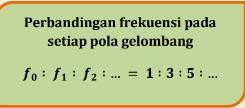 Perbandingan frekuensi pada
setiap pola gelombang
f₀ : f₁ : f₂ : ... = 1 : 3 : 5 : ...